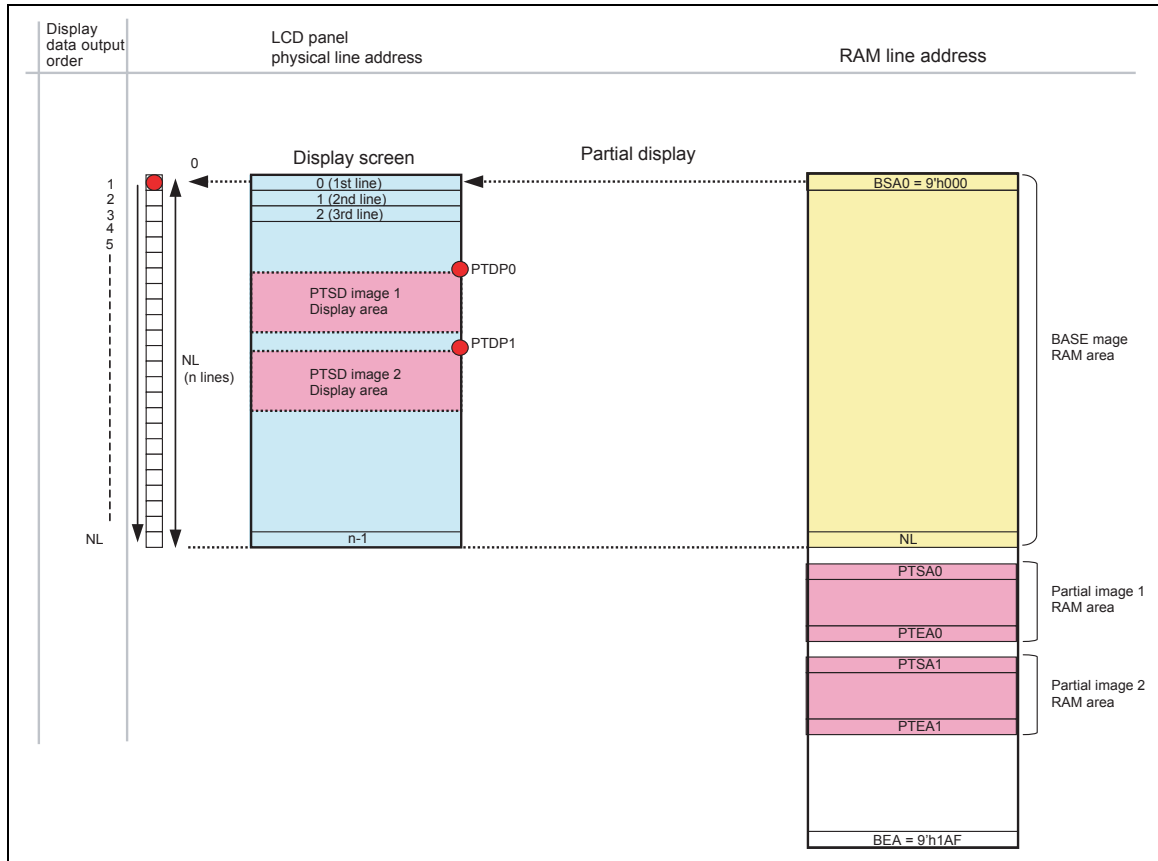 Display
data output
order
LCD panel
physical line address
RAM line address
0
Display screen
Partial display
1
2
3
4
5
NL
NL
(n lines)
0 (1st line)
1 (2nd line)
2 (3rd line)
PTDP0
PTSD image 1
Display area
PTDP1
PTSD image 2
Display area
n-1
BSA0 = 9'h000
BASE mage
RAM area
NL
PTSA0
PTEA0
Partial image 1
RAM area
PTSA1
PTEA1
Partial image 2
RAM area
BEA = 9'h1AF